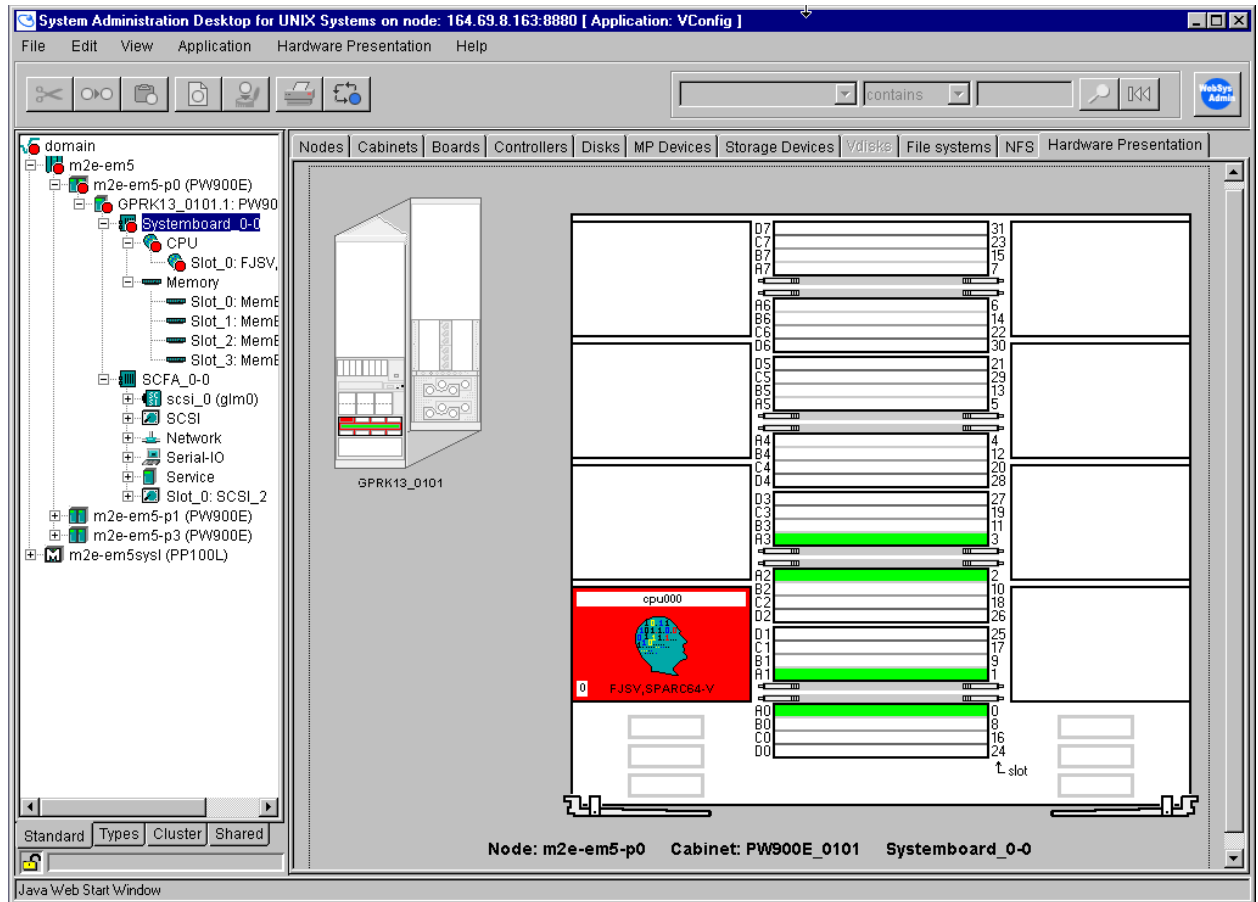 System Administration Desktop for UNIX Systems on node: 164.69.8.163:8880 [ Application: VConfig ]
File Edit View Application Hardware Presentation Help
contains
WebSys Admin
domain
m2e-em5
m2e-em5-p0 (PW900E)
GPRK13_0101.1: PW90
Systemboard_0-0
CPU
Slot_0: FJSV,
Memory
Slot_0: MemE
Slot_1: MemE
Slot_2: MemE
Slot_3: MemE
SCFA_0-0
scsi_0 (glm0)
SCSI
Network
Serial-IO
Service
Slot_0: SCSI_2
m2e-em5-p1 (PW900E)
m2e-em5-p3 (PW900E)
m2e-em5sysl (PP100L)
Standard Types Cluster Shared
Java Web Start Window
Nodes Cabinets Boards Controllers Disks MP Devices Storage Devices Vdisks File systems NFS Hardware Presentation
GPRK13_0101
D7 31
C7 23
B7 15
A7 7
A6 6
B6 14
C6 22
D6 30
D5 21
C5 29
B5 13
A5 5
A4 4
B4 12
C4 20
D4 28
D3 27
C3 19
B3 11
A3 3
A2 2
B2 10
C2 18
D2 26
D1 25
C1 17
B1 9
A1 1
A0 0
B0 8
C0 16
D0 24
slot
cpu000
0 FJSV,SPARC64-V
Node: m2e-em5-p0 Cabinet: PW900E_0101 Systemboard_0-0